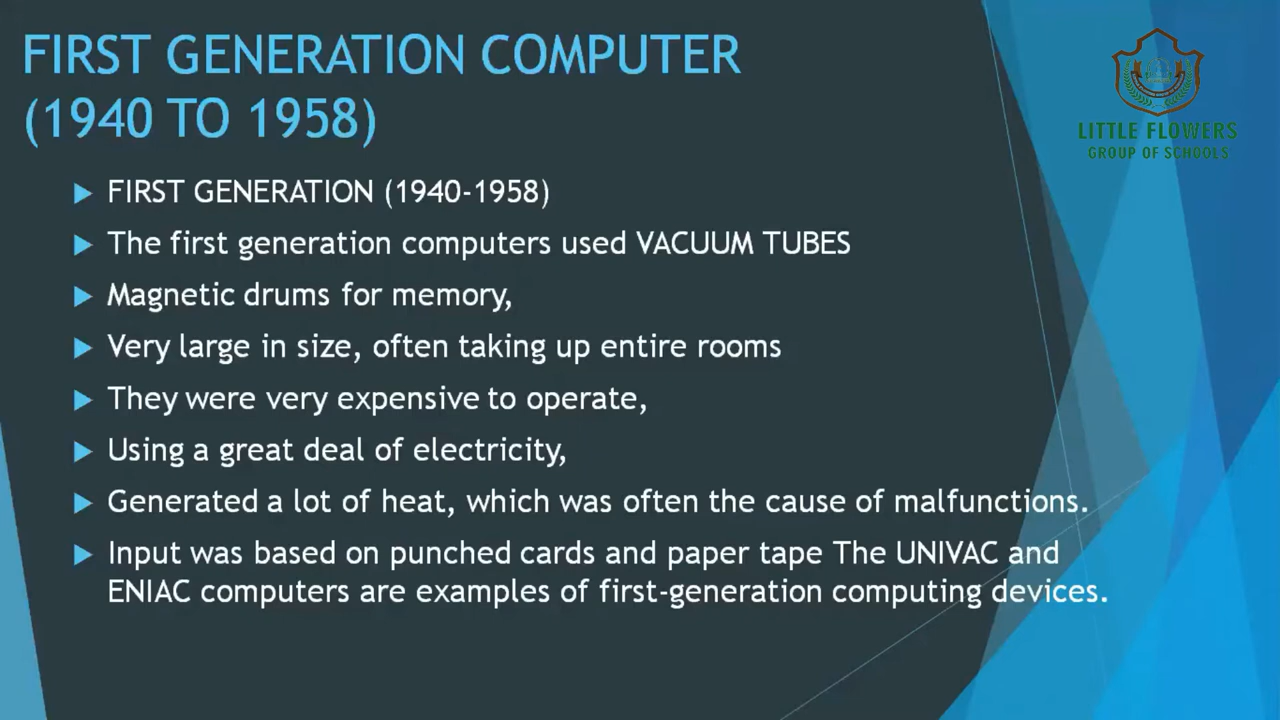 FIRST GENERATION COMPUTER
(1940 TO 1958)
LITTLE FLOWERS
GROUP OF SCHOOLS
FIRST GENERATION (1940-1958)
The first generation computers used VACUUM TUBES
Magnetic drums for memory,
Very large in size, often taking up entire rooms
They were very expensive to operate,
Using a great deal of electricity,
Generated a lot of heat, which was often the cause of malfunctions.
Input was based on punched cards and paper tape The UNIVAC and
ENIAC computers are examples of first-generation computing devices.